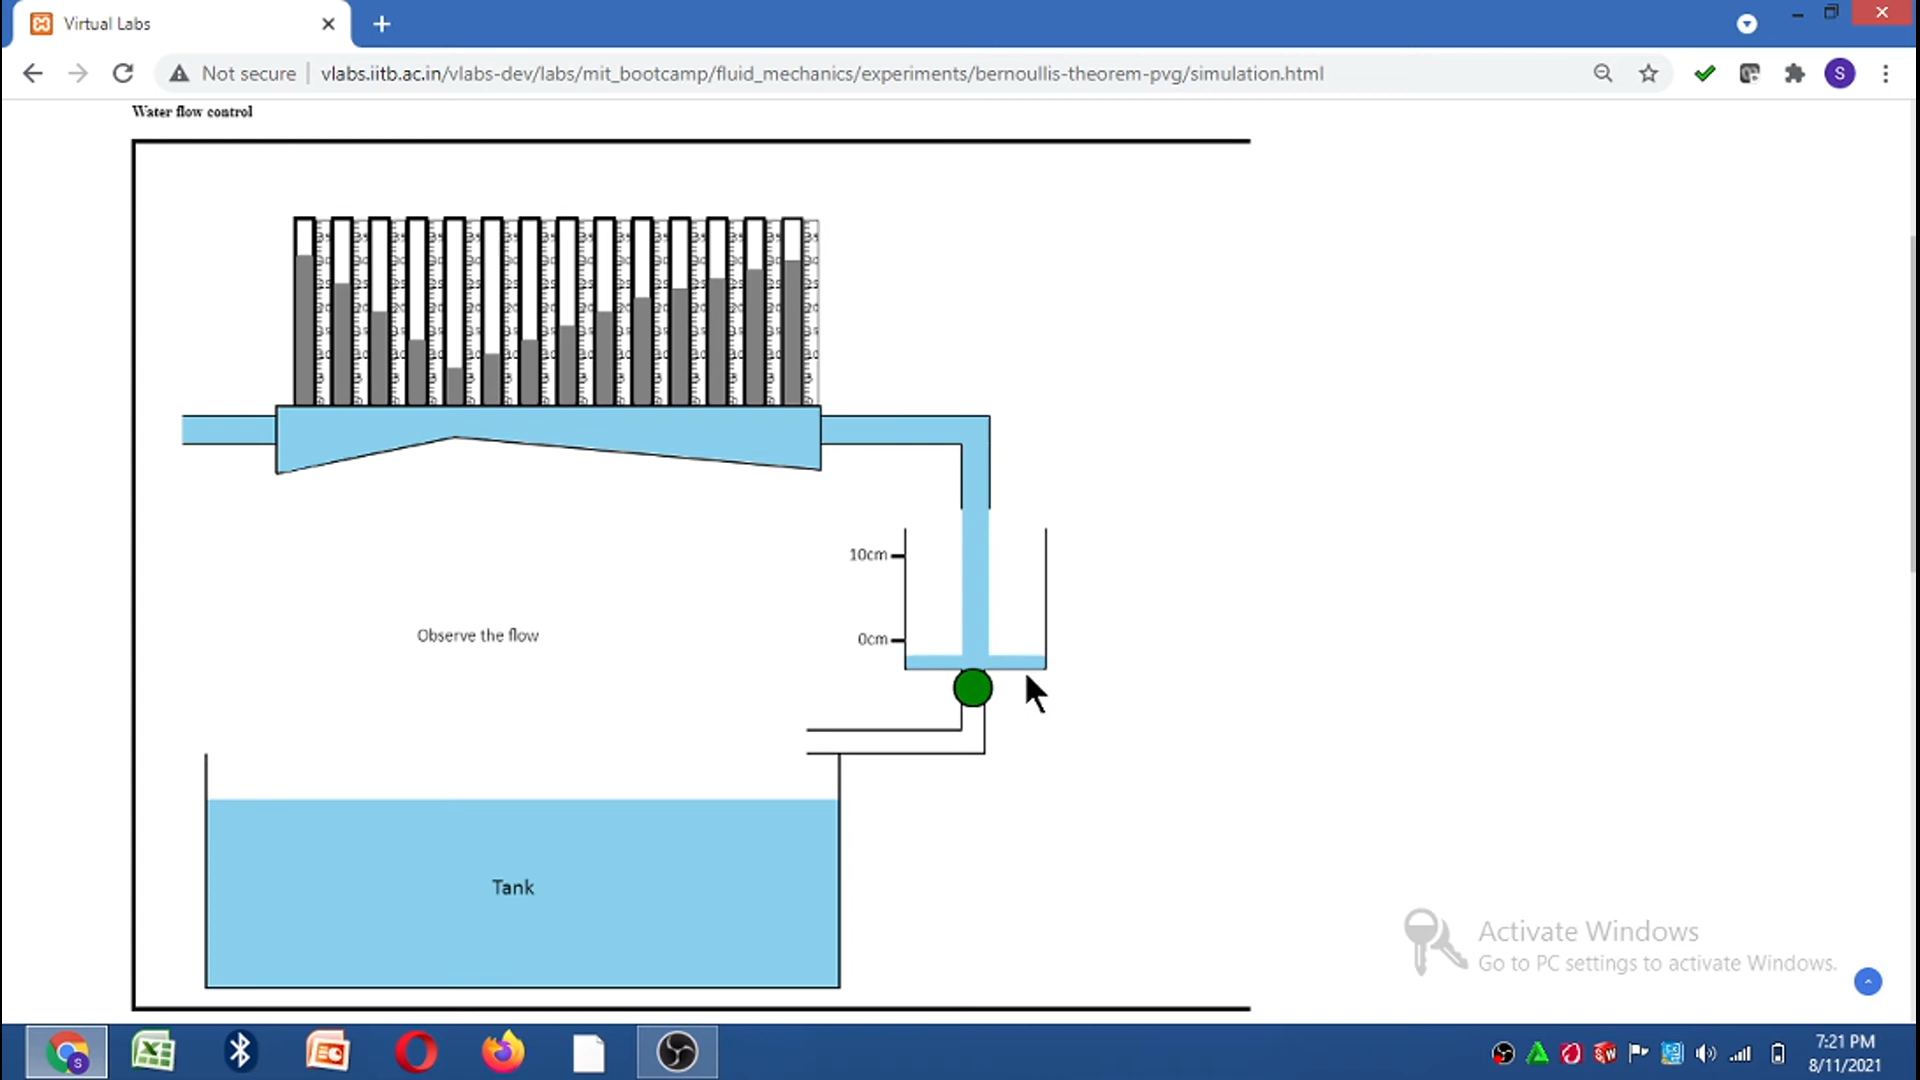 Virtual Labs
Not secure
vlabs.iitb.ac.in/vlabs-dev/labs/mit_bootcamp/fluid_mechanics/experiments/bernoullis-theorem-pvg/simulation.html
S
Water flow control
10cm
Observe the flow
0cm
Tank
Activate Windows
Go to PC settings to activate Windows.
7:21 PM
8/11/2021